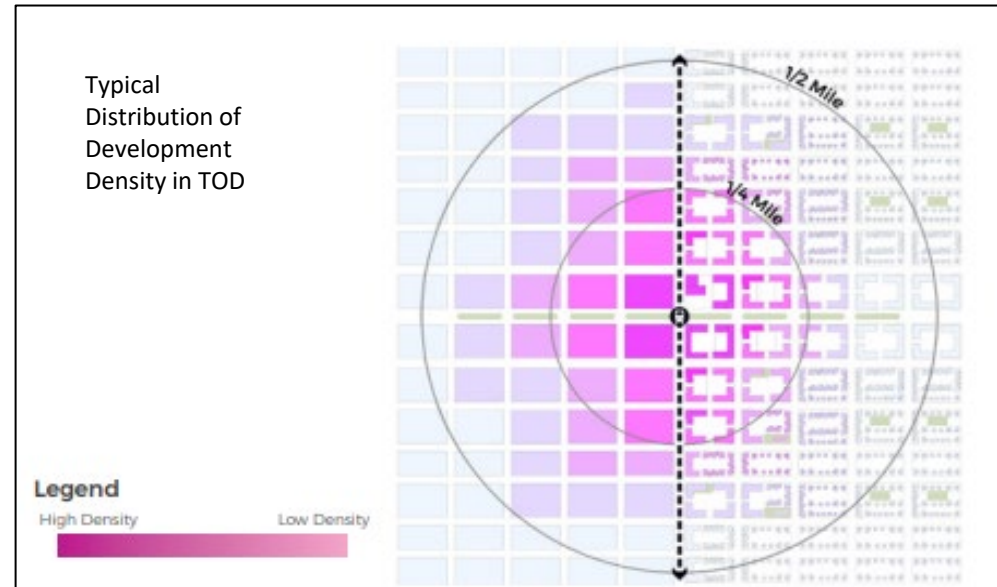 Typical
Distribution of
Development
Density in TOD
1/2 Mile
1/4 Mile
Legend
High Density Low Density